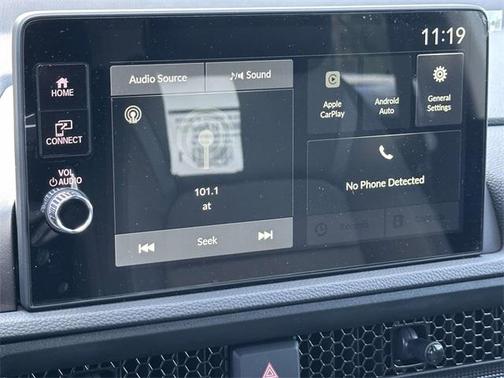 11:19
HOME
CONNECT
VOL
AUDIO
Audio Source
Sound
101.1
at
Seek
Apple
CarPlay
Android
Auto
General
Settings
No Phone Detected